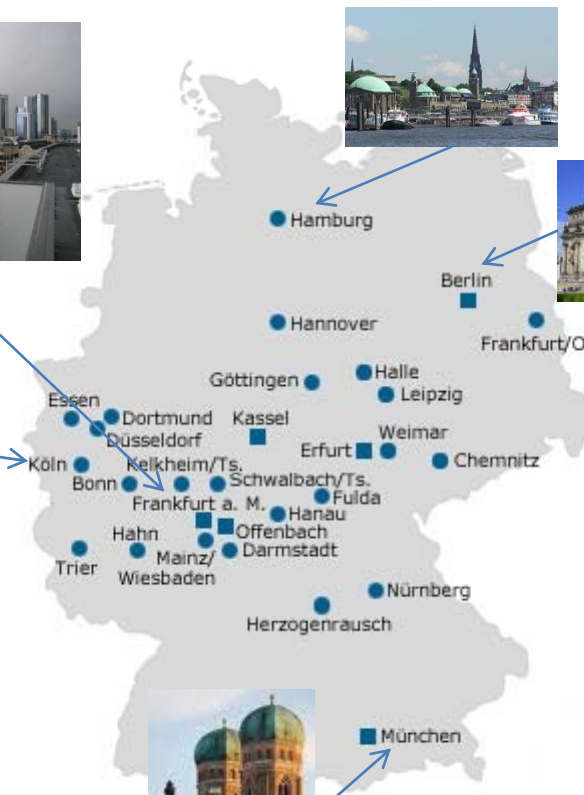 Hamburg
Berlin
Hannover
Frankfurt/O
Halle
Göttingen
Leipzig
Essen
Dortmund
Kassel
Düsseldorf
Weimar
Erfurt
Köln
Kelkheim/Ts.
Chemnitz
Bonn
Schwalbach/Ts.
Fulda
Frankfurt a. M.
Hanau
Hahn
Offenbach
Mainz/
Wiesbaden
Darmstadt
Trier
Nürnberg
Herzogenrausch
München